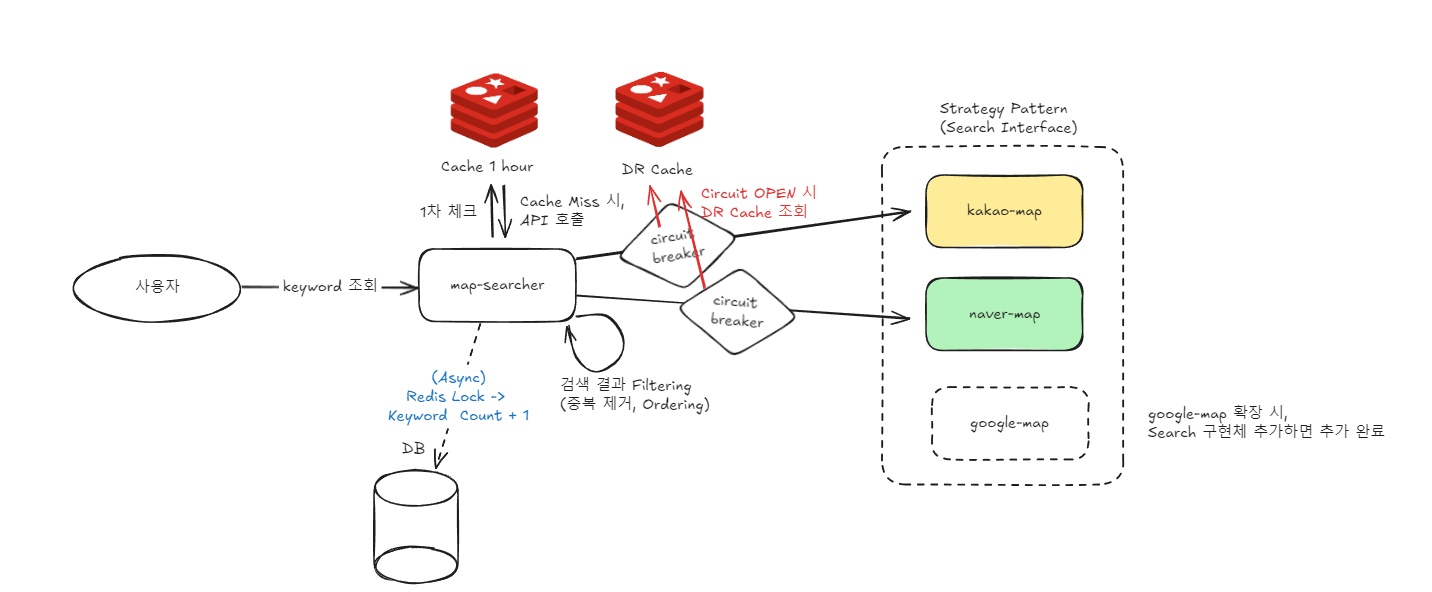 Strategy Pattern
(Search Interface)
Cache 1 hour
DR Cache
1차 체크
Cache Miss 시,
API 호출
Circuit OPEN 시
DR Cache 조회
kakao-map
circuit
breaker
사용자
keyword 조회
map-searcher
circuit
breaker
naver-map
(Async)
Redis Lock ->
Keyword Count + 1
검색 결과 Filtering
(중복 제거, Ordering)
google-map
google-map 확장 시,
Search 구현체 추가하면 추가 완료
DB